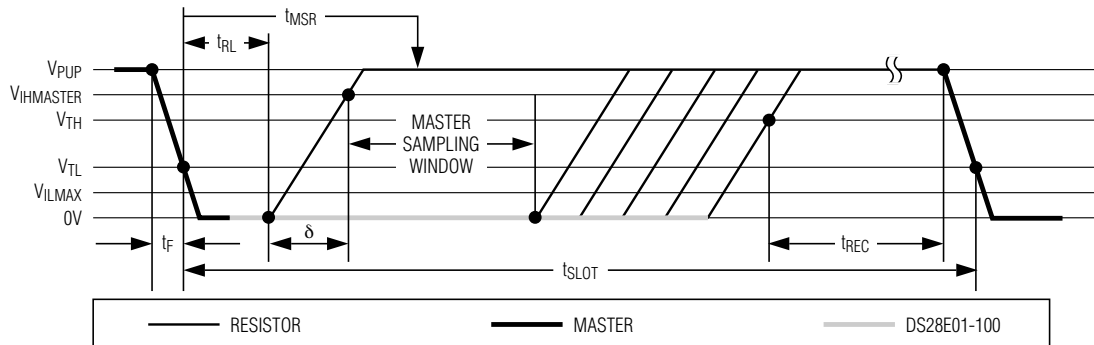 tMSR
tRL
VPUP
VIHMASTER
VTH
VTL
VILMAX
0V
MASTER
SAMPLING
WINDOW
tF
δ
tREC
tSLOT
RESISTOR
MASTER
DS28E01-100